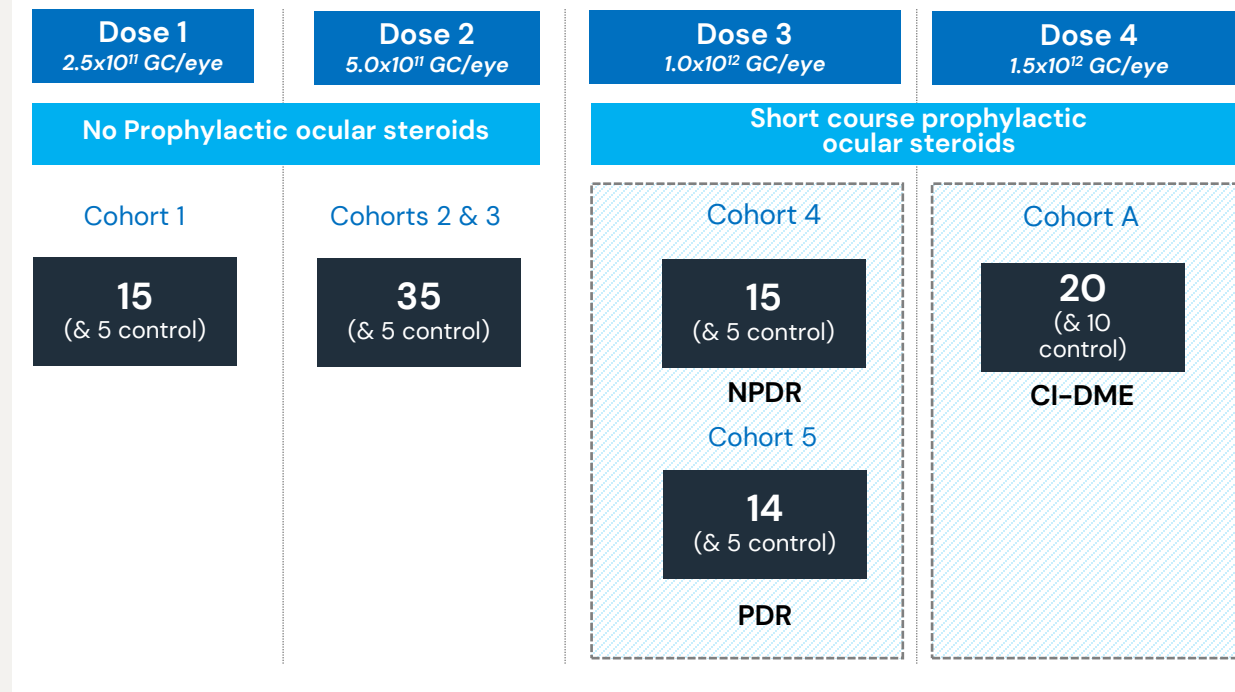 Dose 1
2.5x10¹¹ GC/eye
Dose 2
5.0x10¹¹ GC/eye
Dose 3
1.0x10¹² GC/eye
Dose 4
1.5x10¹² GC/eye
No Prophylactic ocular steroids
Short course prophylactic
ocular steroids
Cohort 1
15
(& 5 control)
Cohorts 2 & 3
35
(& 5 control)
Cohort 4
15
(& 5 control)
NPDR
Cohort 5
14
(& 5 control)
PDR
Cohort A
20
(& 10
control)
CI-DME